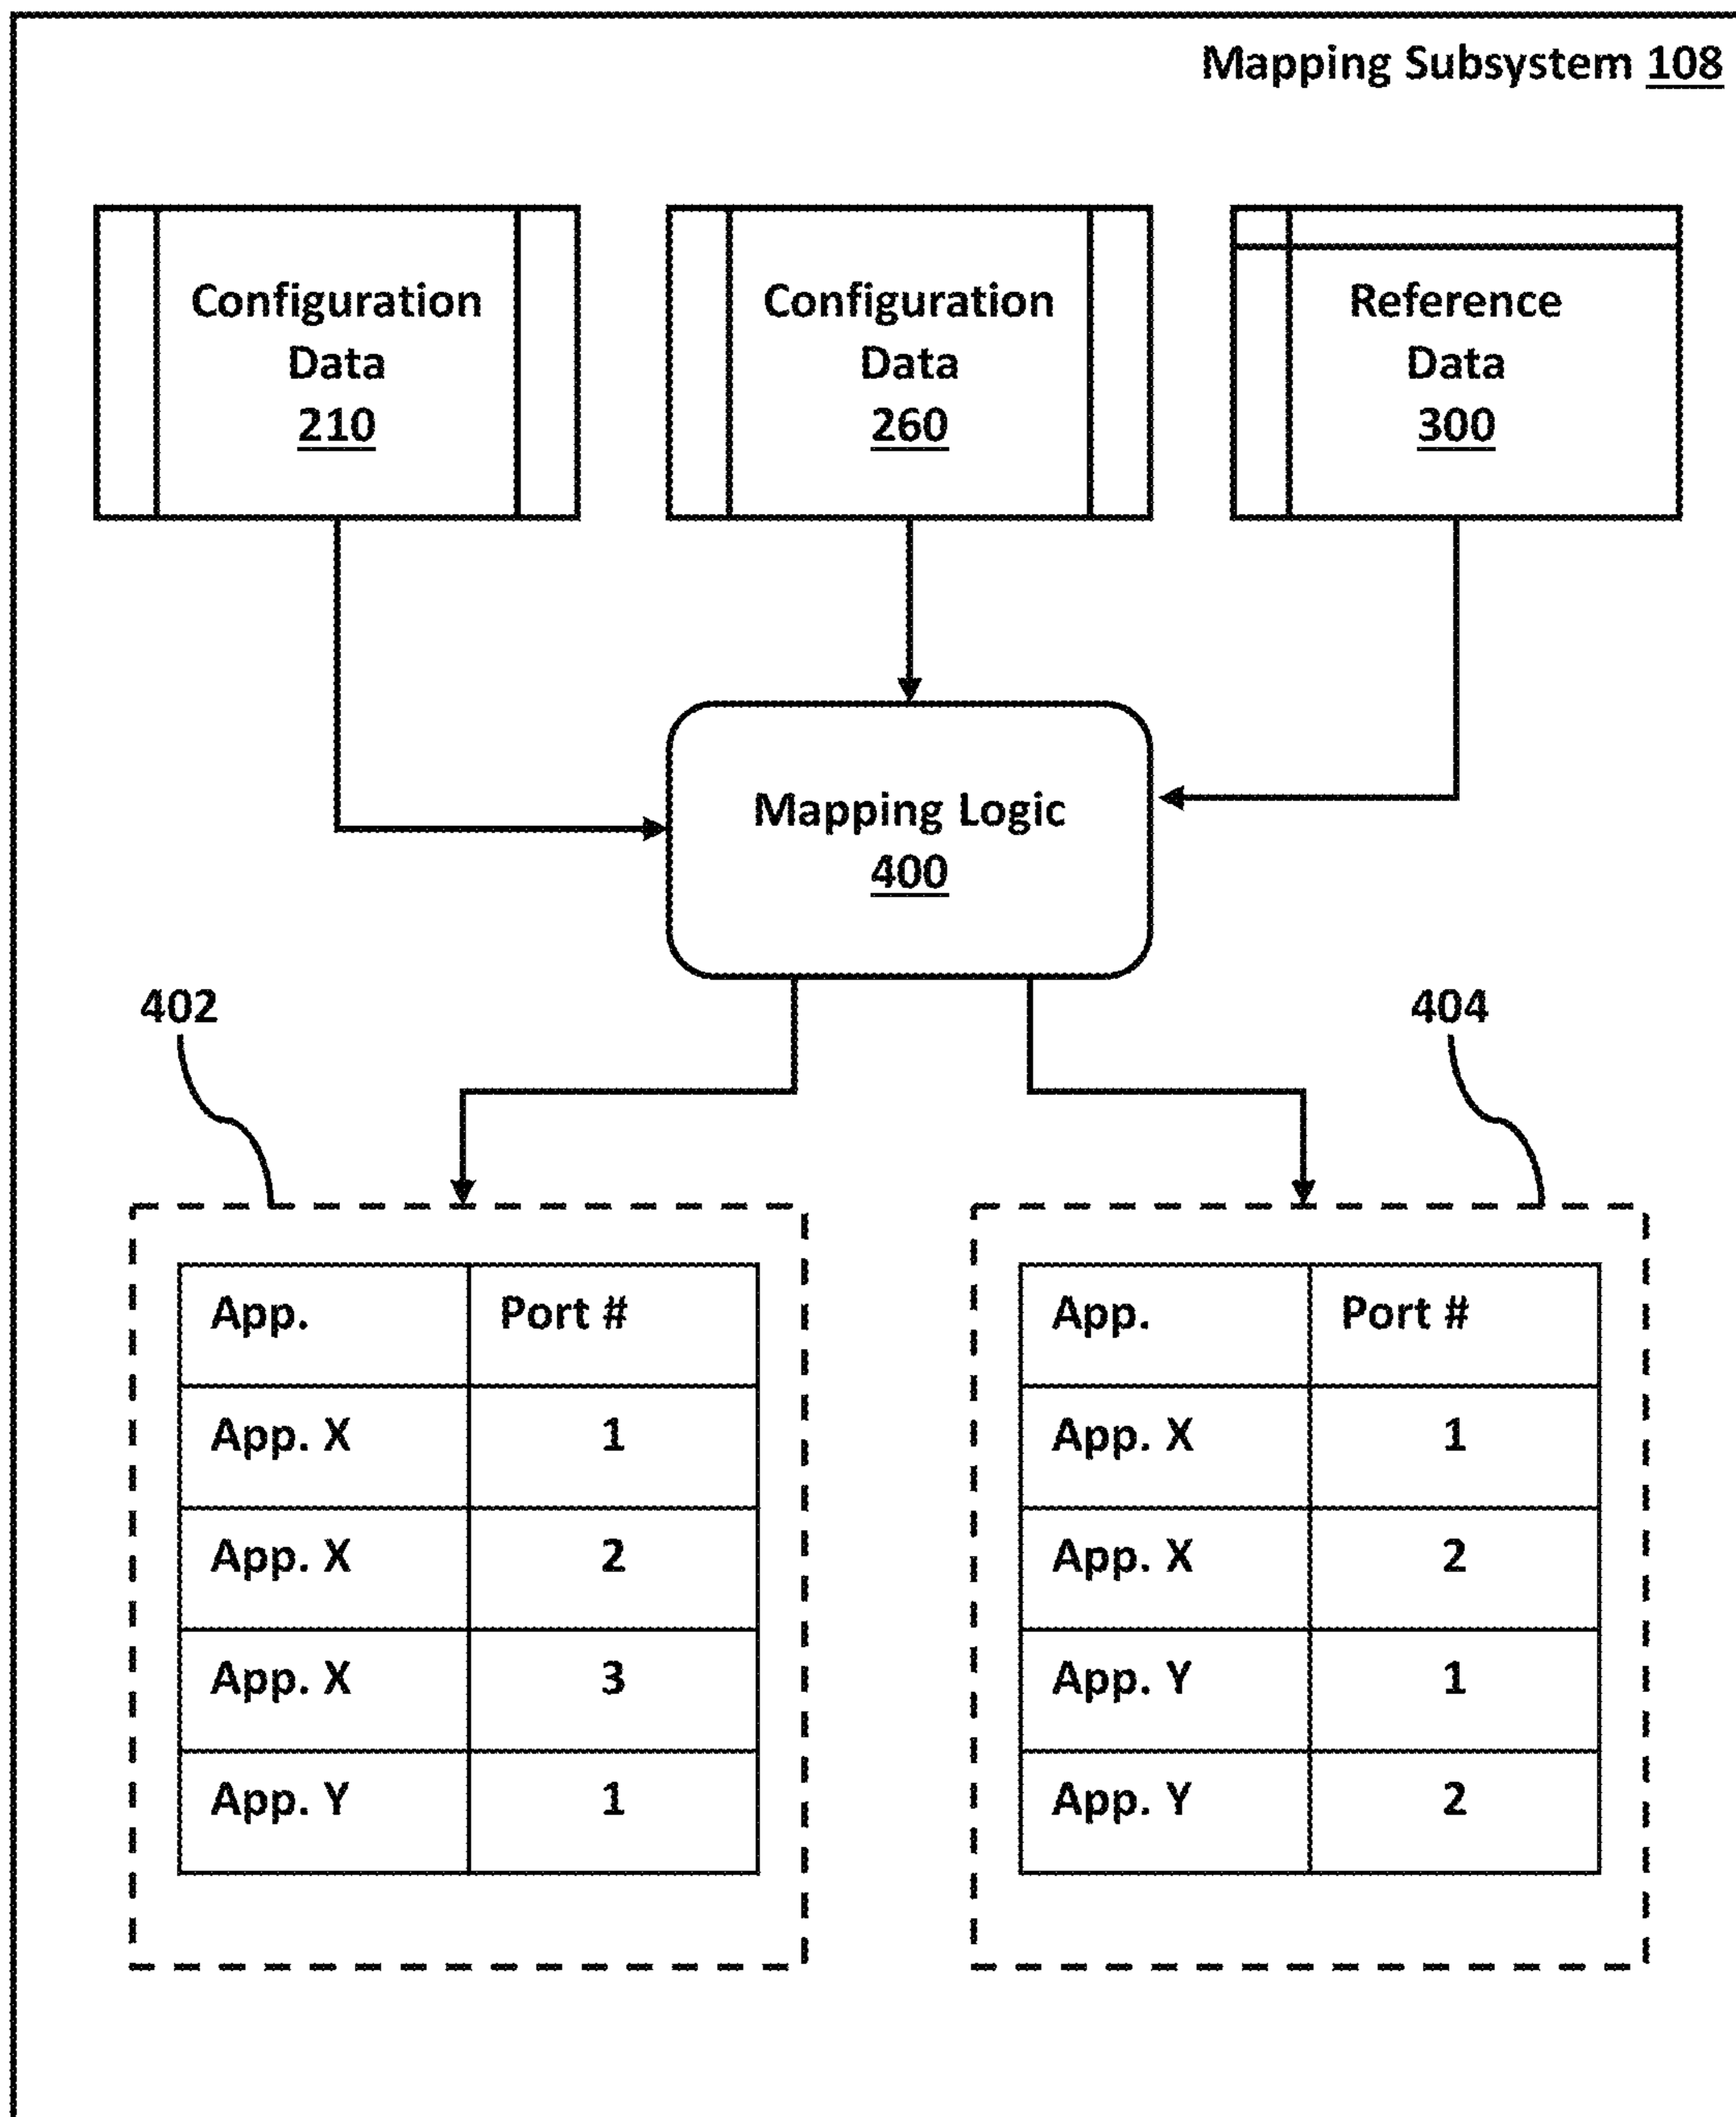 Mapping Subsystem 108
Configuration
Data
210
Configuration
Data
260
Reference
Data
300
Mapping Logic
400
402
404
App. Port #
App. X 1
App. X 2
App. X 3
App. Y 1
App. Port #
App. X 1
App. X 2
App. Y 1
App. Y 2